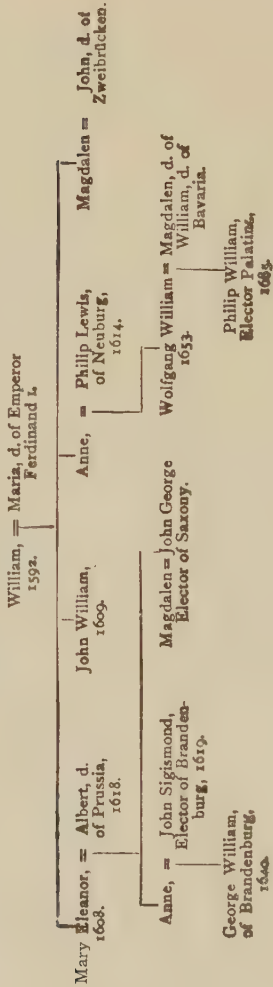 William, = Maria, d. of Emperor
1592. Ferdinand I.
Mary Eleanor, = Albert, d.
1608. of Prussia,
1618.
John William,
1609.
Anne, = Philip Lewis,
of Neuburg,
1614.
Magdalen = John, d. of
Zweibrücken.
Anne, = John Sigismond,
Elector of Branden-
burg, 1619.
Magdalen = John George
Elector of Saxony.
Wolfgang William = Magdalen, d. of
1653. William, d. of
Bavaria.
George William,
of Brandenburg,
1640.
Philip William,
Elector Palatine,
1685.